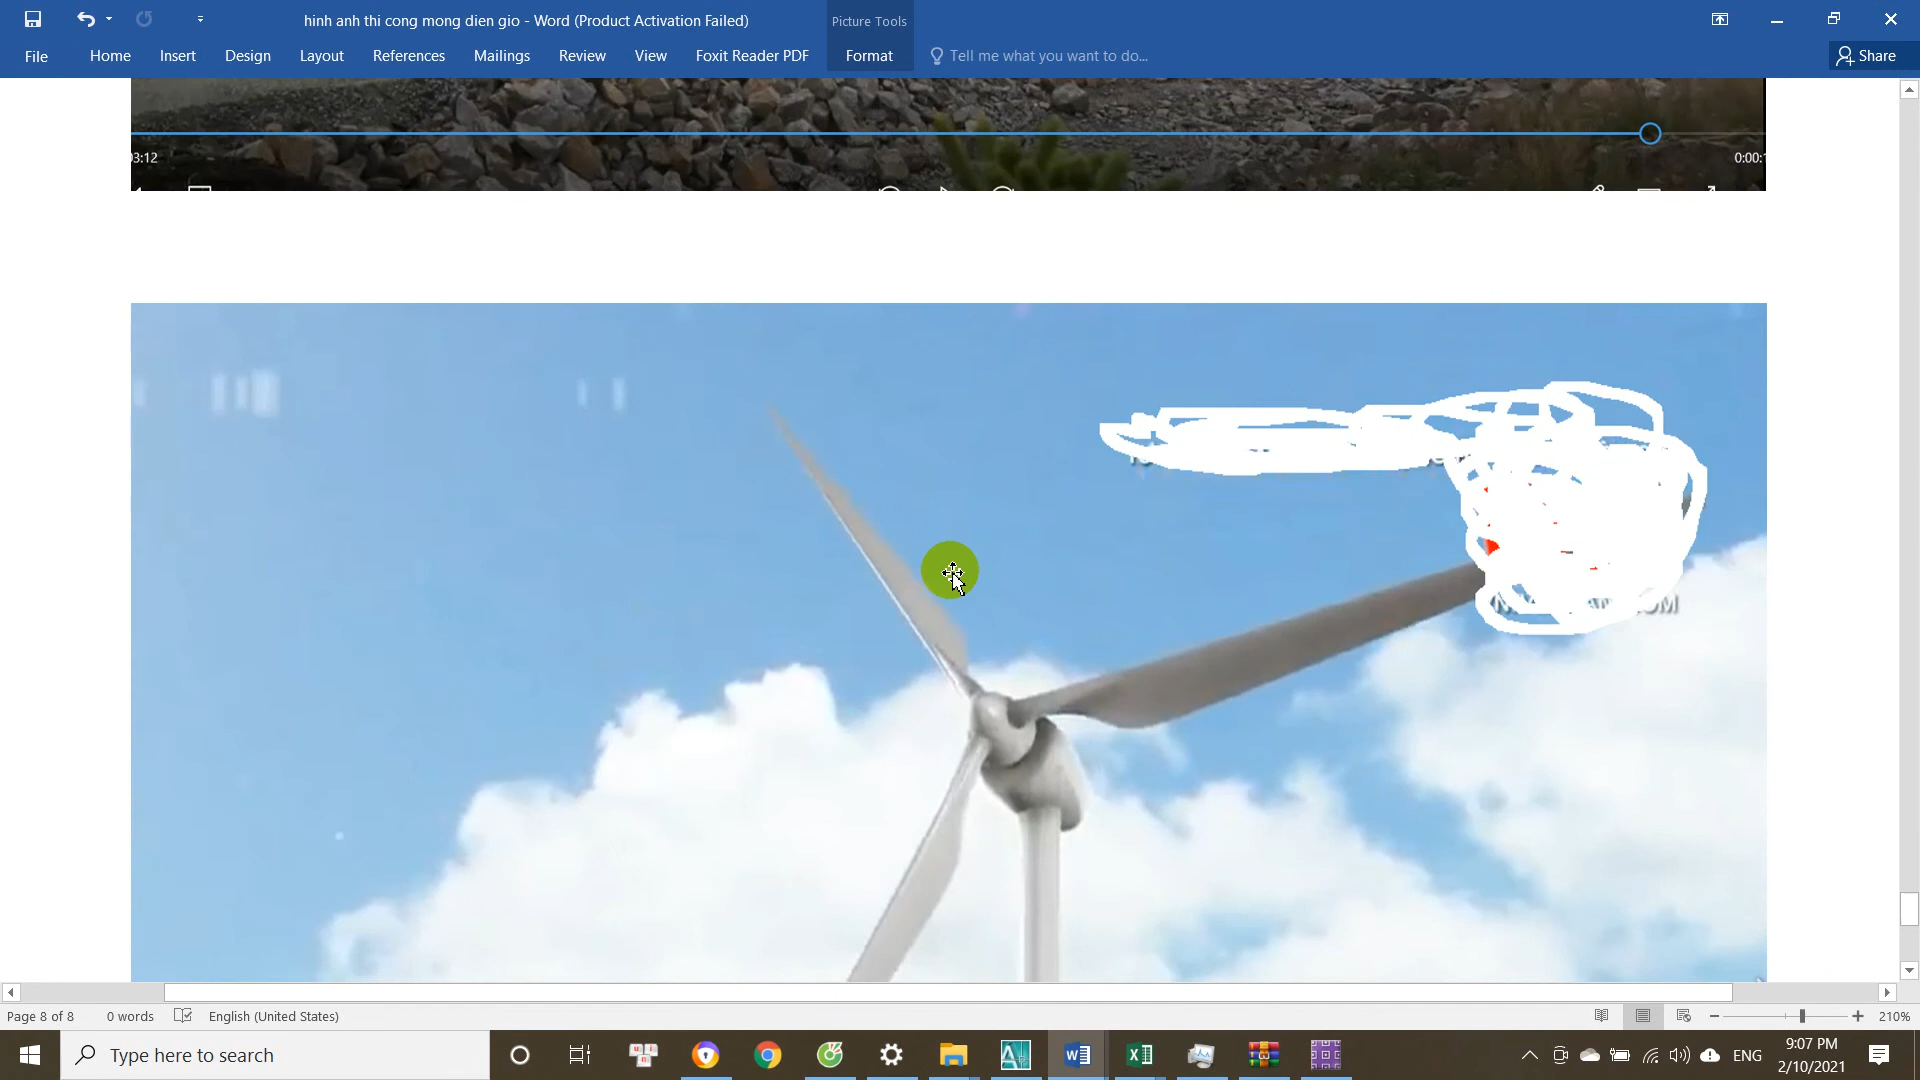 hinh anh thi cong mong dien gio - Word (Product Activation Failed)
Picture Tools
File Home Insert Design Layout References Mailings Review View Foxit Reader PDF Format Tell me what you want to do... Share
Page 8 of 8 0 words English (United States) 210%
Type here to search
ENG
9:07 PM
2/10/2021